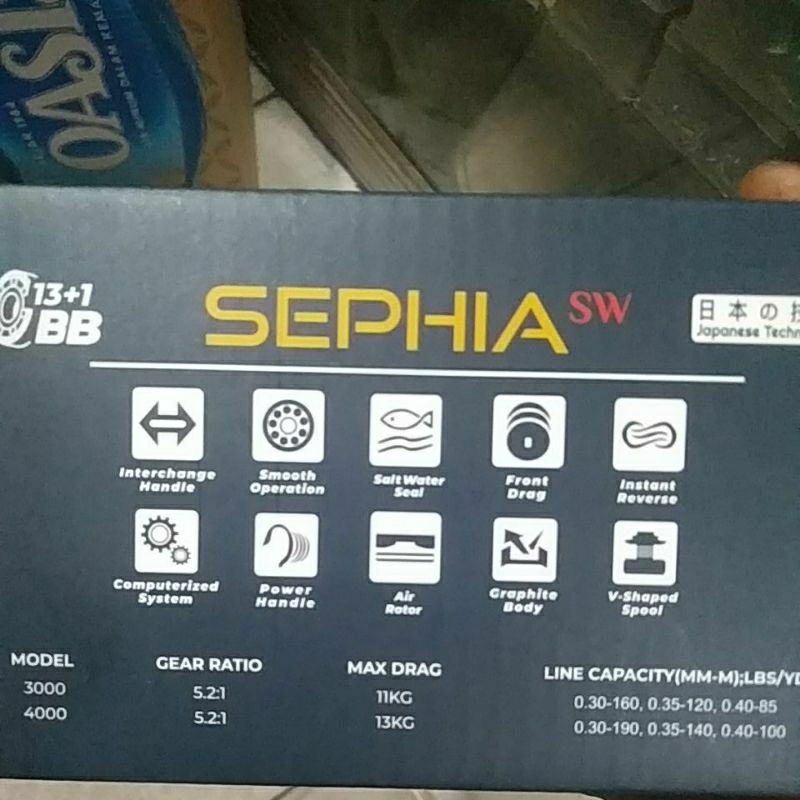 OASI
13+1
BB
SEPHIA SW
日本の技
Japanese Techn
Interchange Handle
Smooth Operation
Salt Water Seal
Front Drag
Instant Reverse
Computerized System
Power Handle
Air Rotor
Graphite Body
V-Shaped Spool
MODEL GEAR RATIO MAX DRAG LINE CAPACITY(MM-M);LBS/YD
3000 5.2:1 11KG 0.30-160, 0.35-120, 0.40-85
4000 5.2:1 13KG 0.30-190, 0.35-140, 0.40-100